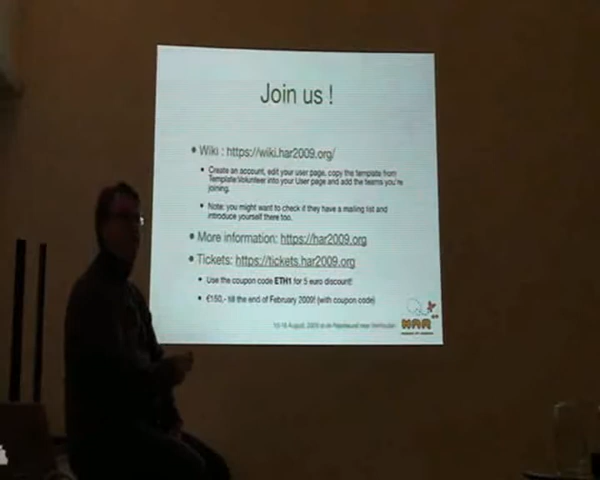 Join us !
• Wiki : https://wiki.har2009.org/
• Create an account, edit your user page, copy the template from
Template:Volunteer into your User page and add the teams you're
joining.
• Note: you might want to check if they have a mailing list and
introduce yourself there too.
• More information: https://har2009.org
• Tickets: https://tickets.har2009.org
• Use the coupon code ETH1 for 5 euro discount!
• €150,- till the end of February 2009! (with coupon code)
August, 2009
HAR